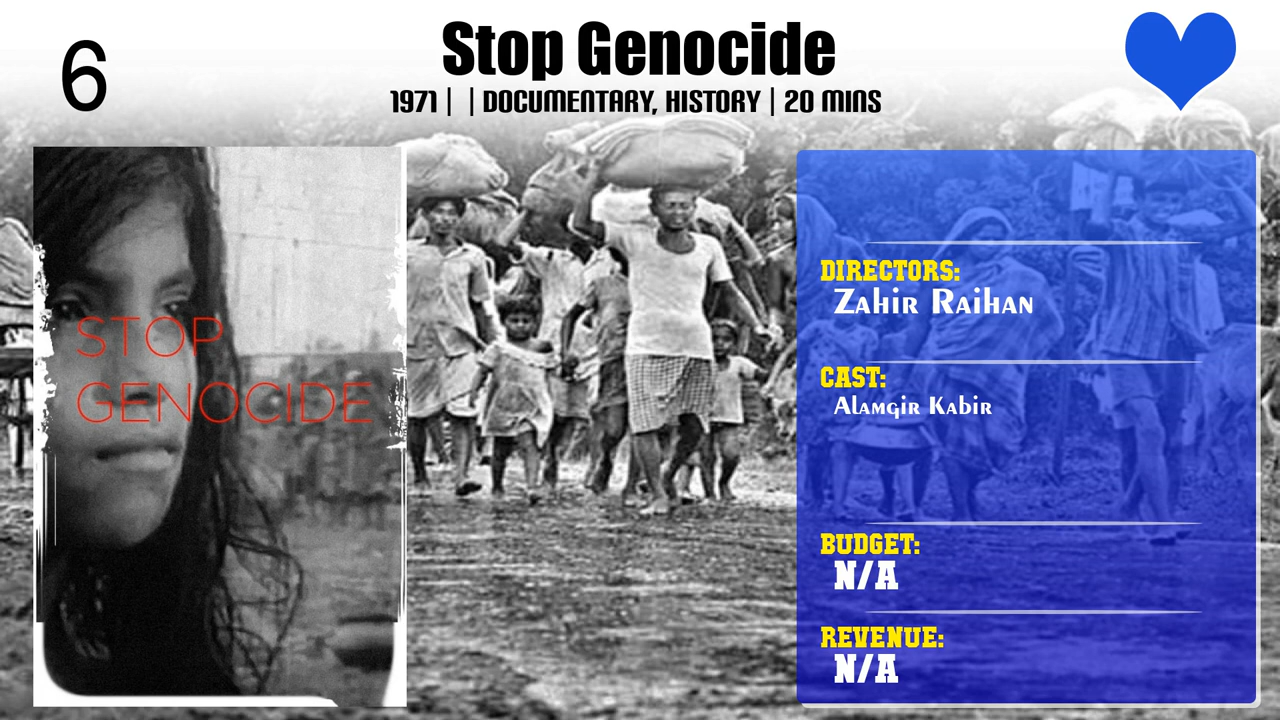 6
Stop Genocide
1971 | | DOCUMENTARY, HISTORY | 20 MINS
STOP
GENOCIDE
DIRECTORS:
Zahir Raihan
CAST:
Alamgir Kabir
BUDGET:
N/A
REVENUE:
N/A